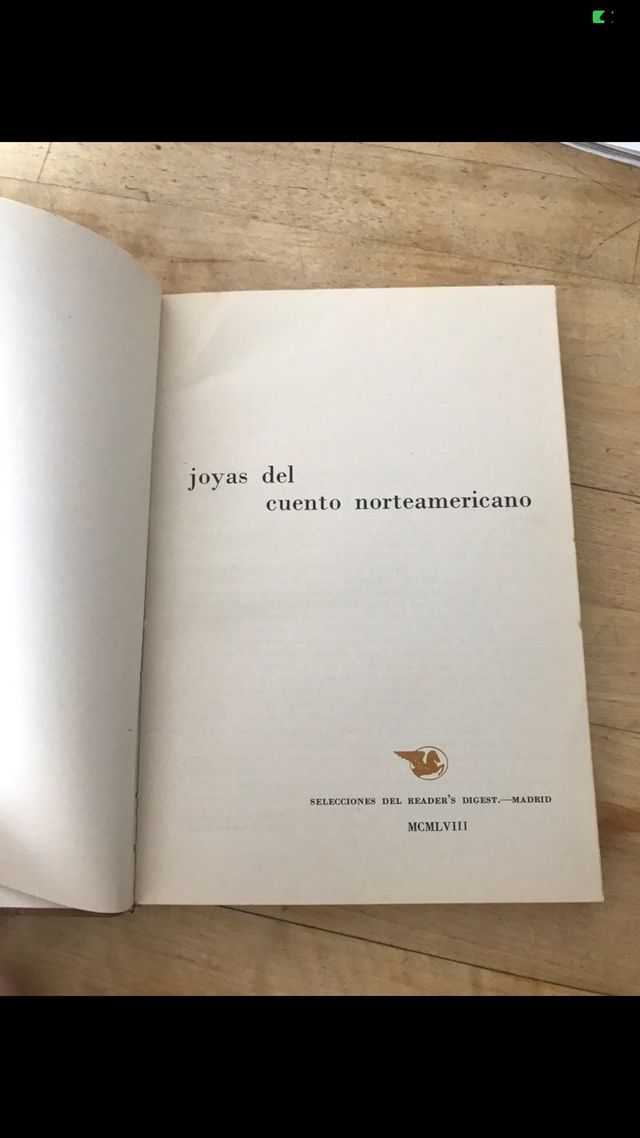 joyas del
cuento norteamericano
SELECCIONES DEL READER'S DIGEST.—MADRID
MCMLVIII